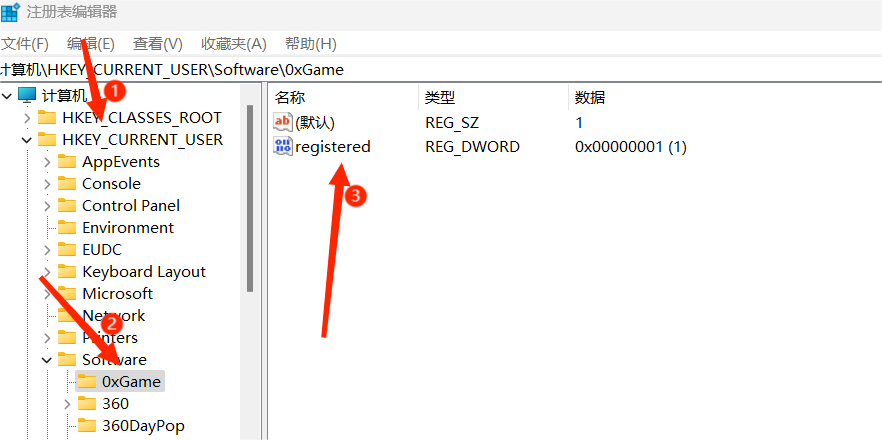 注册表编辑器
文件(F) 编辑(E) 查看(V) 收藏夹(A) 帮助(H)
计算机\HKEY_CURRENT_USER\Software\0xGame
计算机
1
HKEY_CLASSES_ROOT
HKEY_CURRENT_USER
AppEvents
Console
Control Panel
Environment
EUDC
Keyboard Layout
Microsoft
Network
2
Printers
Software
0xGame
360
360DayPop
名称 类型 数据
ab (默认) REG_SZ 1
registered REG_DWORD 0x00000001 (1)
3